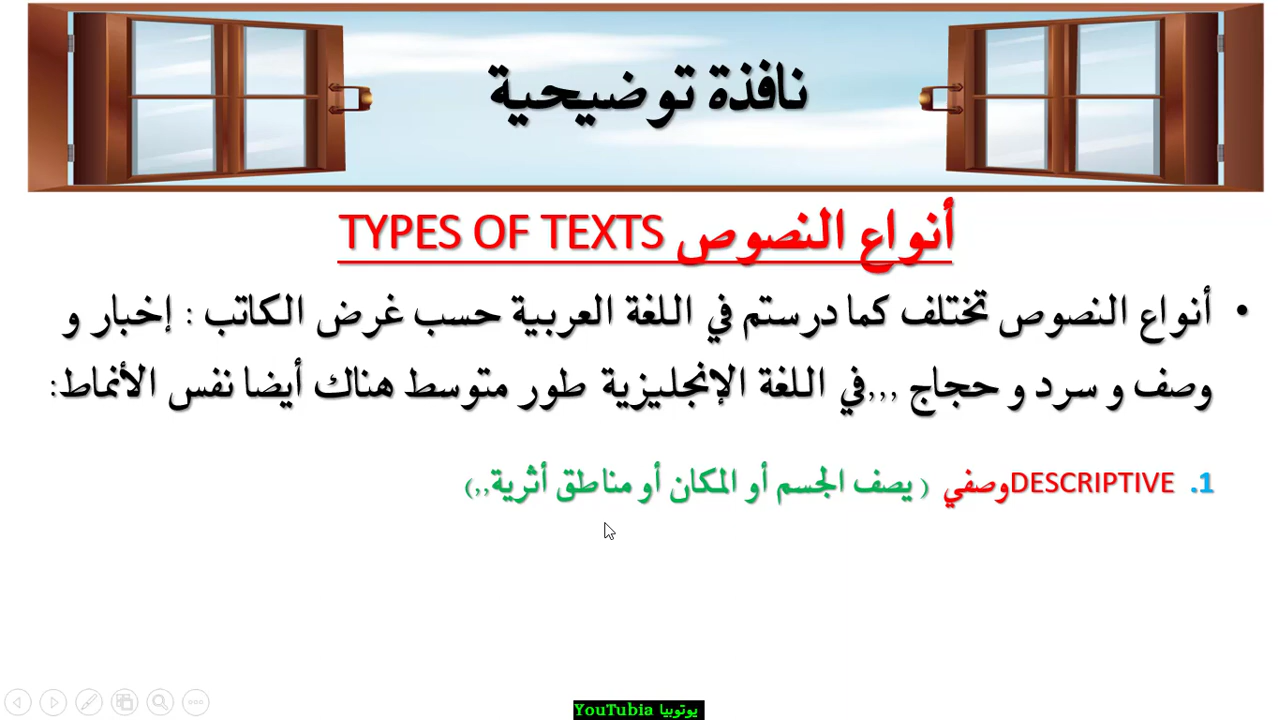 نافذة توضيحية
أنواع النصوص TYPES OF TEXTS
• أنواع النصوص تختلف كما درستم في اللغة العربية حسب غرض الكاتب : إخبار و
وصف و سرد و حجاج ,,,في اللغة الإنجليزية طور متوسط هناك أيضا نفس الأنماط:
1. DESCRIPTIVEوصفي ( يصف الجسم أو المكان أو مناطق أثرية,,)
يوتوبيا YouTubia